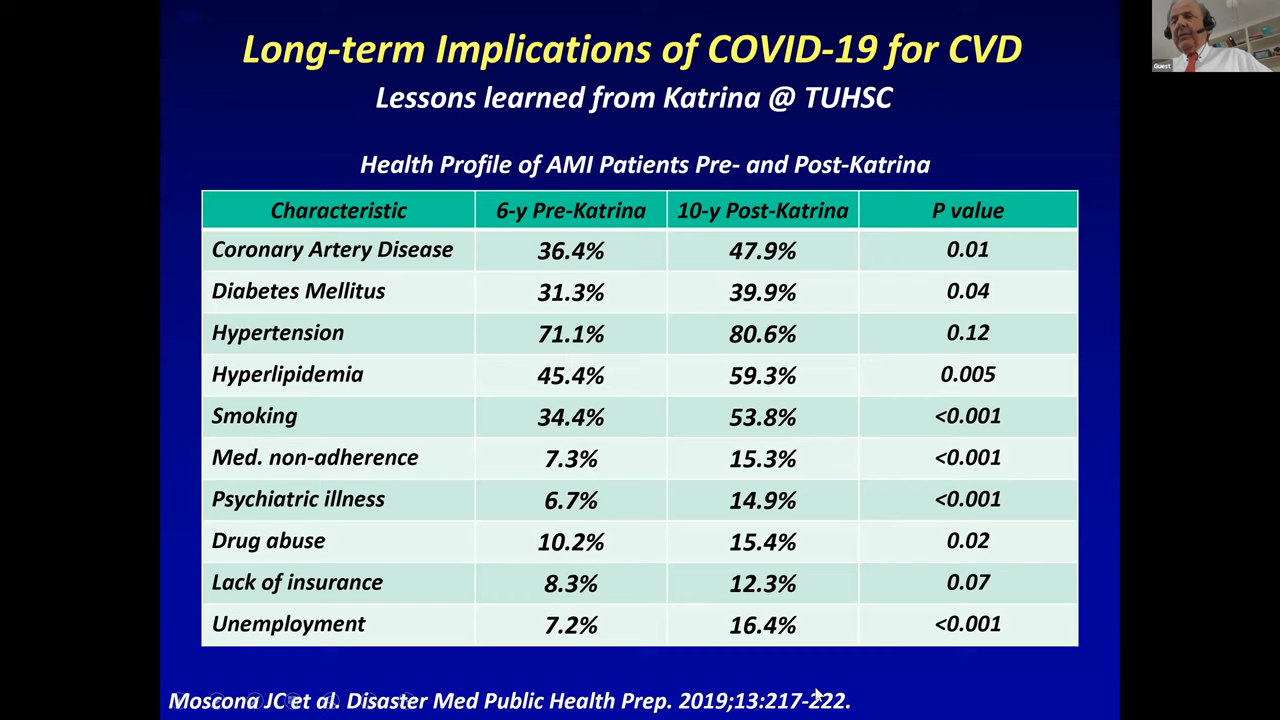 Long-term Implications of COVID-19 for CVD
Lessons learned from Katrina @ TUHSC
Guest
Health Profile of AMI Patients Pre- and Post-Katrina
Characteristic 6-y Pre-Katrina 10-y Post-Katrina P value
Coronary Artery Disease 36.4% 47.9% 0.01
Diabetes Mellitus 31.3% 39.9% 0.04
Hypertension 71.1% 80.6% 0.12
Hyperlipidemia 45.4% 59.3% 0.005
Smoking 34.4% 53.8% <0.001
Med. non-adherence 7.3% 15.3% <0.001
Psychiatric illness 6.7% 14.9% <0.001
Drug abuse 10.2% 15.4% 0.02
Lack of insurance 8.3% 12.3% 0.07
Unemployment 7.2% 16.4% <0.001
Moscona JC et al. Disaster Med Public Health Prep. 2019;13:217-222.